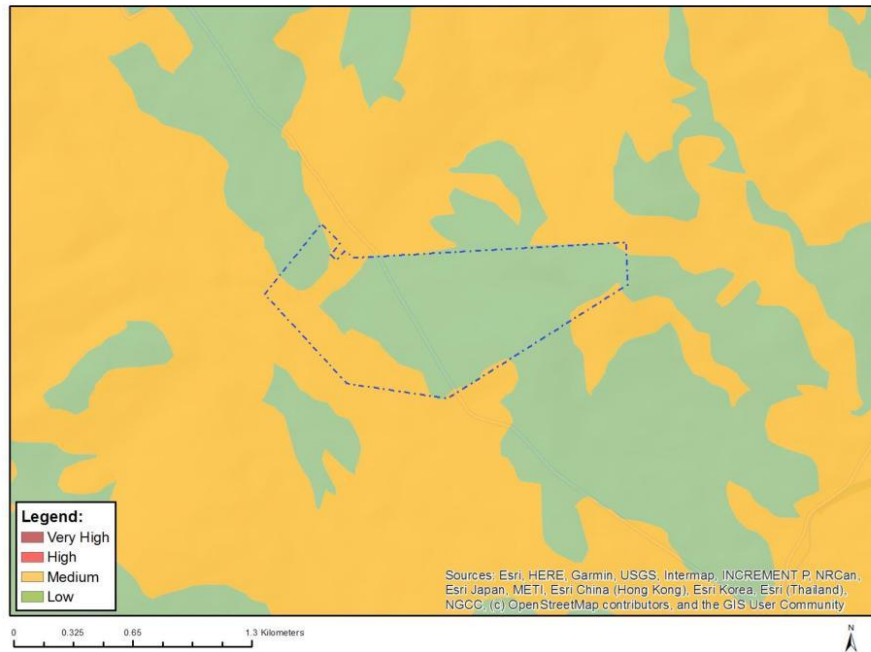 Legend:
Very High
High
Medium
Low
Sources: Esri, HERE, Garmin, USGS, Intermap, INCREMENT P, NRCan,
Esri Japan, METI, Esri China (Hong Kong), Esri Korea, Esri (Thailand),
NGCC, (c) OpenStreetMap contributors, and the GIS User Community
0 0.325 0.65 1.3 Kilometers
N